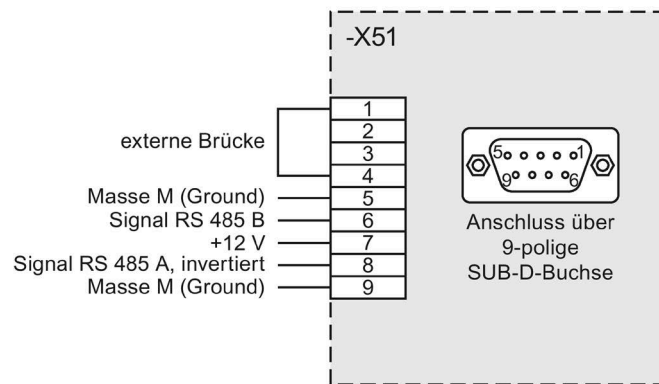 -X51
1
2
externe Brücke
3
4
Masse M (Ground) 5
Signal RS 485 B 6
+12 V 7
Signal RS 485 A, invertiert 8
Masse M (Ground) 9
5 1
9 6
Anschluss über
9-polige
SUB-D-Buchse